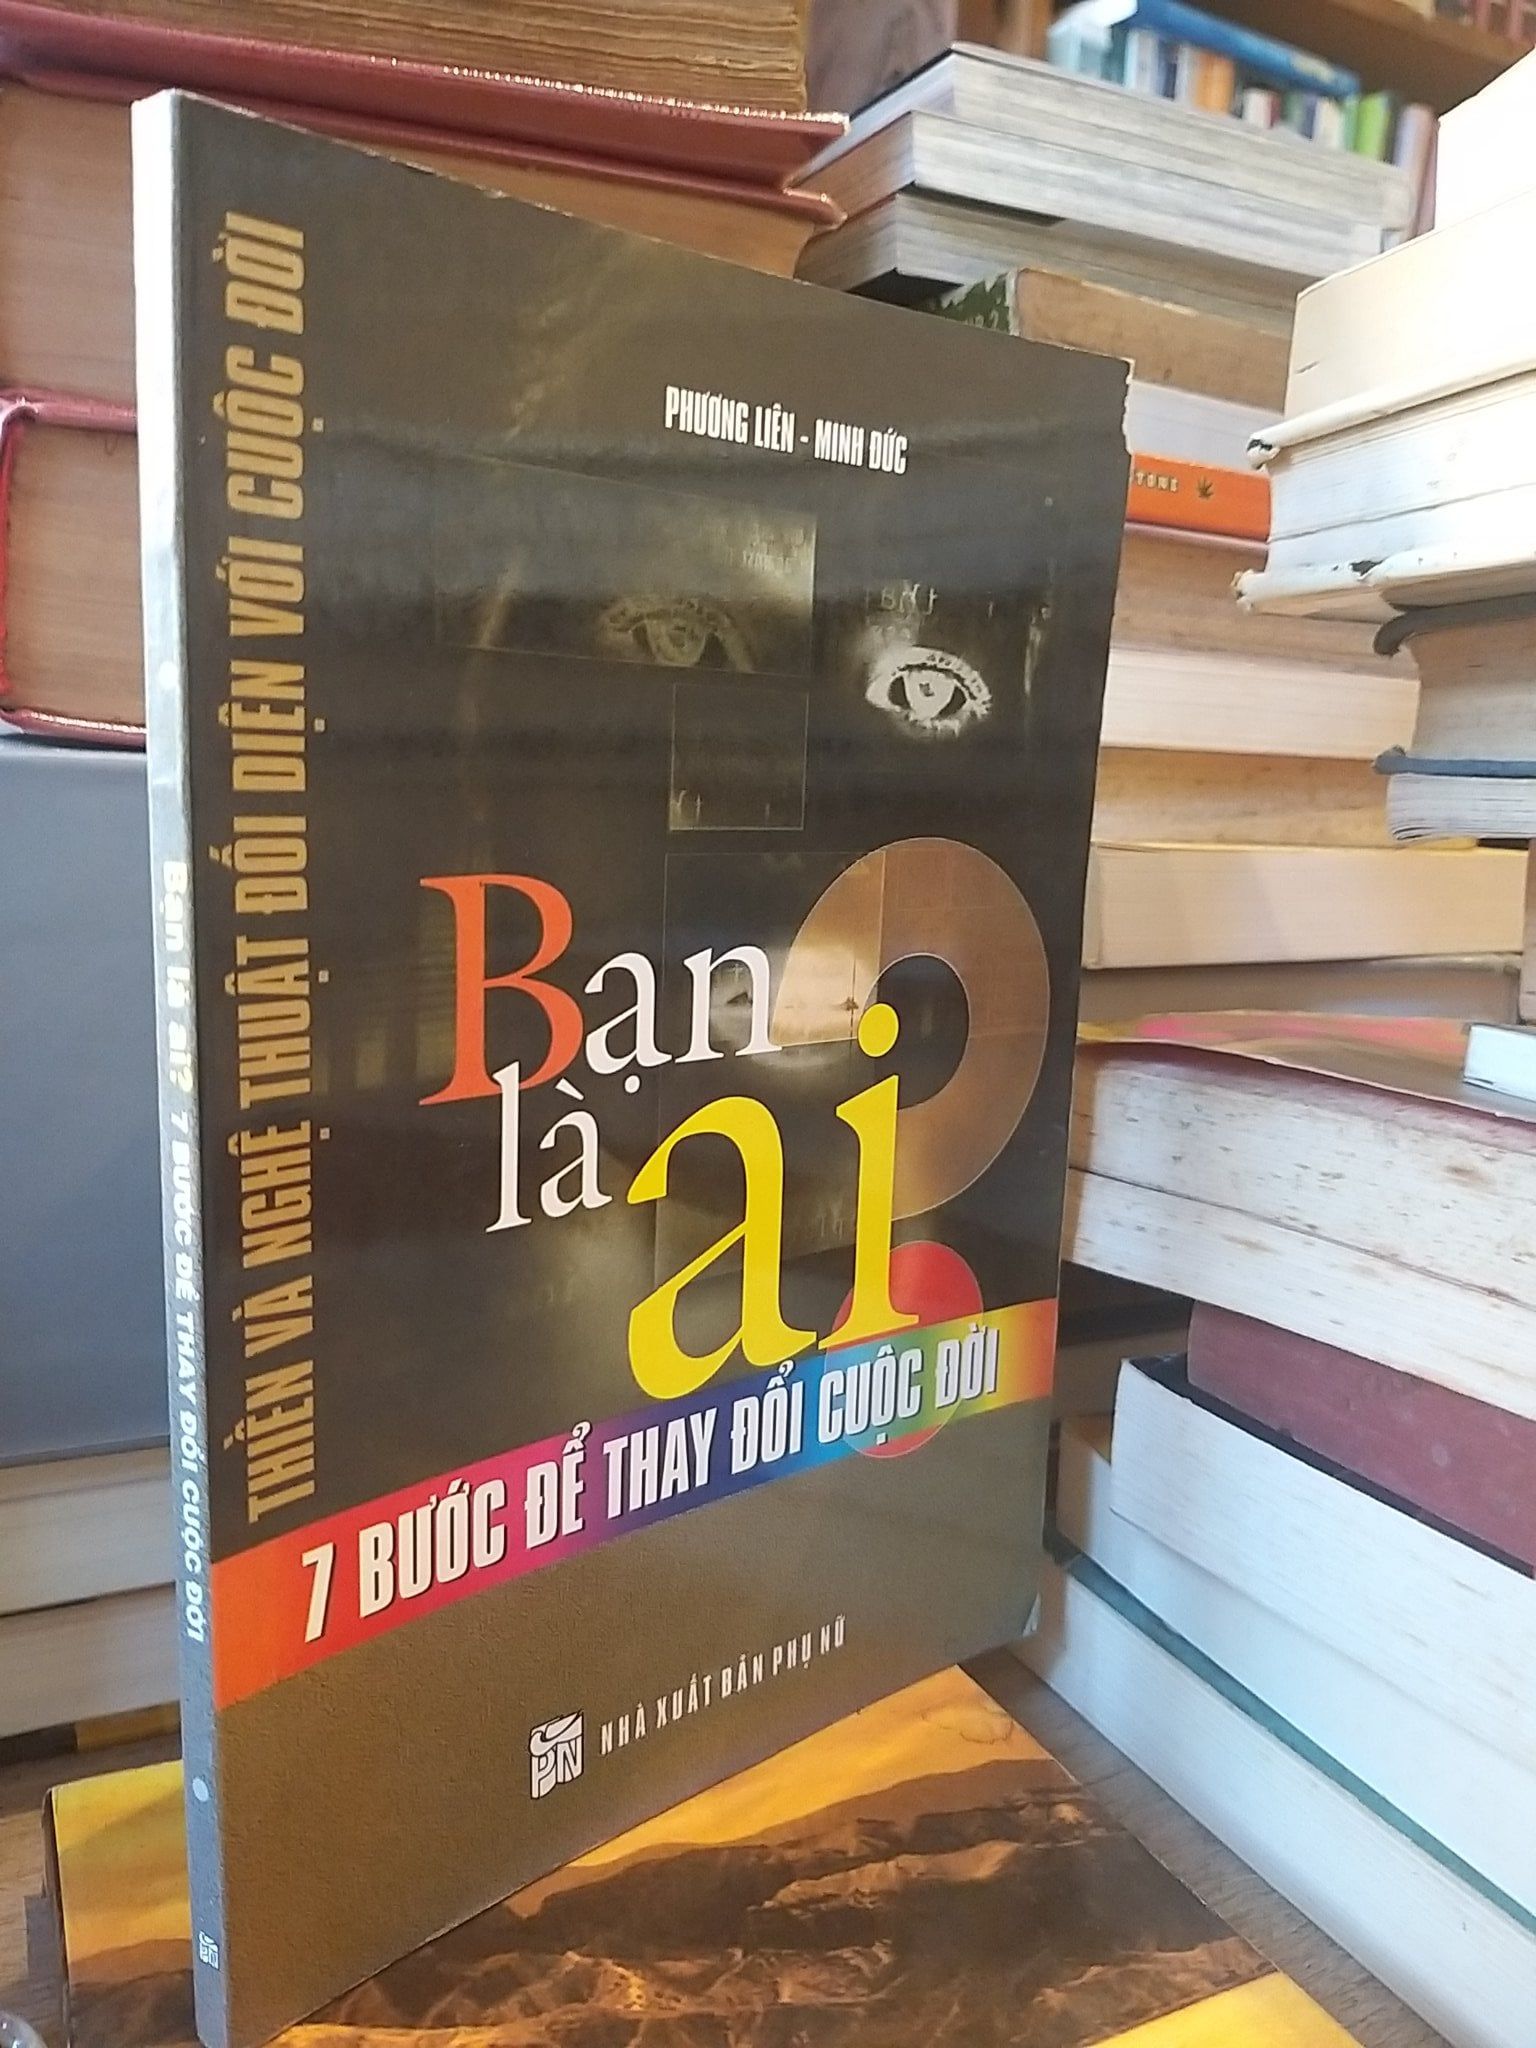 PHƯƠNG LIÊN - MINH ĐỨC
THIỀN VÀ NGHỆ THUẬT ĐỐI DIỆN VỚI CUỘC ĐỜI
Bạn
là ai ?
7 BƯỚC ĐỂ THAY ĐỔI CUỘC ĐỜI
PN NHÀ XUẤT BẢN PHỤ NỮ
Bạn là ai? 7 BƯỚC ĐỂ THAY ĐỔI CUỘC ĐỜI